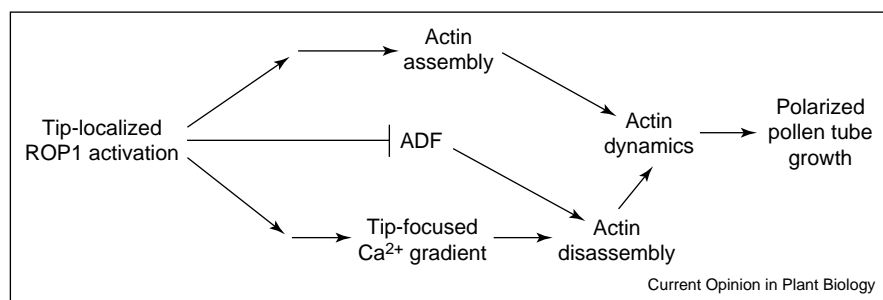 Actin
assembly
Tip-localized
ROP1 activation
ADF
Actin
dynamics
Polarized
pollen tube
growth
Tip-focused
Ca2+ gradient
Actin
disassembly
Current Opinion in Plant Biology